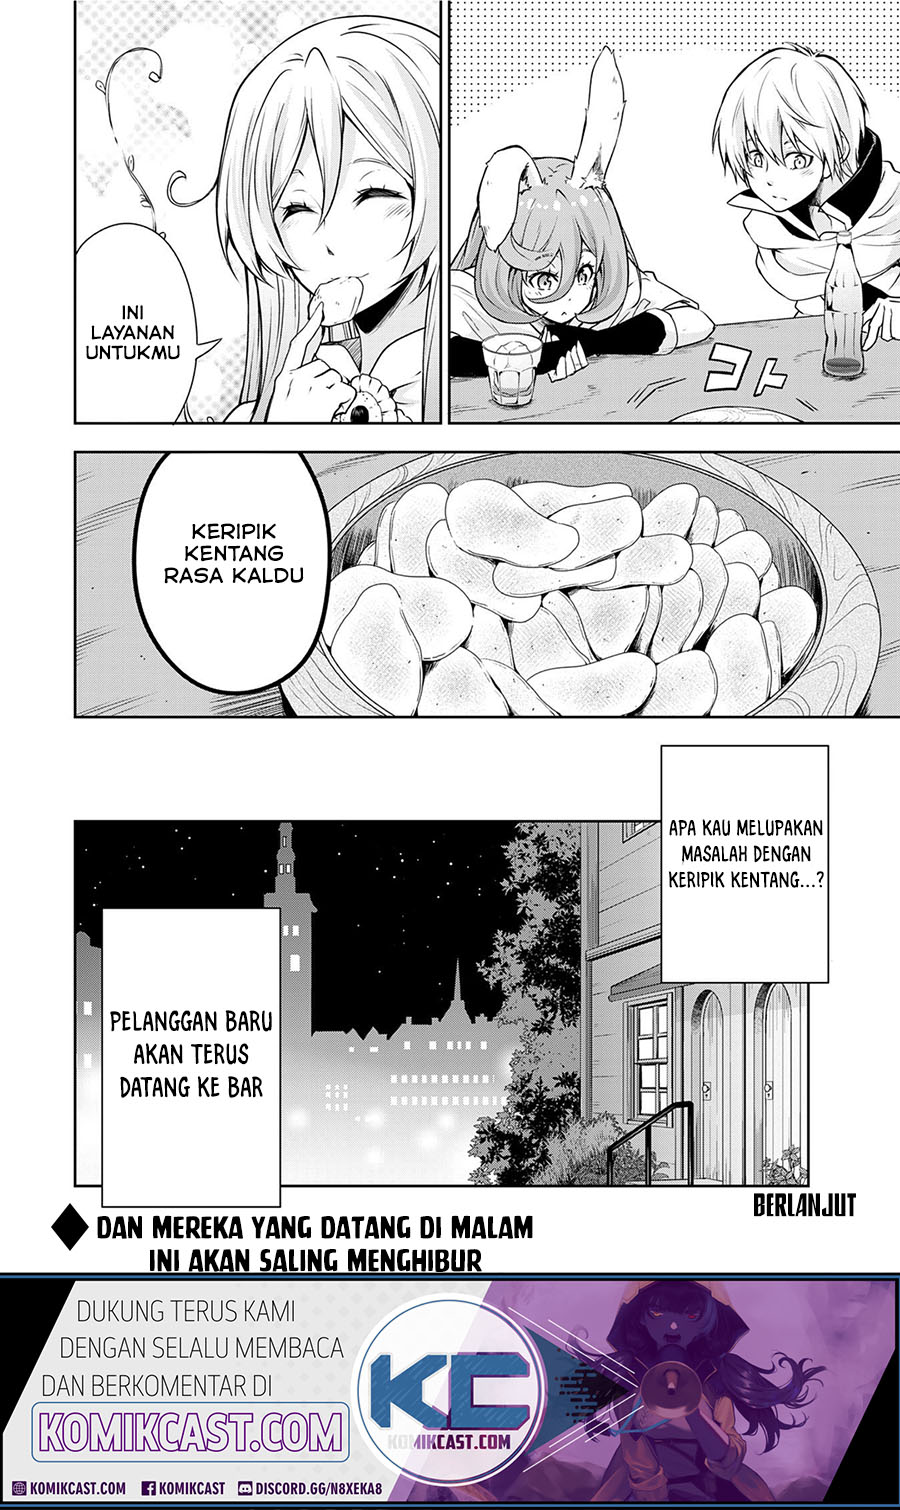 INI
LAYANAN
UNTUKMU
コト
KERIPIK
KENTANG
RASA KALDU
APA KAU MELUPAKAN
MASALAH DENGAN
KERIPIK KENTANG...?
PELANGGAN BARU
AKAN TERUS
DATANG KE BAR
BERLANJUT
DAN MEREKA YANG DATANG DI MALAM
INI AKAN SALING MENGHIBUR
DUKUNG TERUS KAMI
DENGAN SELALU MEMBACA
DAN BERKOMENTAR DI
KOMIKCAST.COM
KC
KOMIKCAST.COM
KOMIKCAST.COM KOMIKCAST DISCORD.GG/N8XEKA8